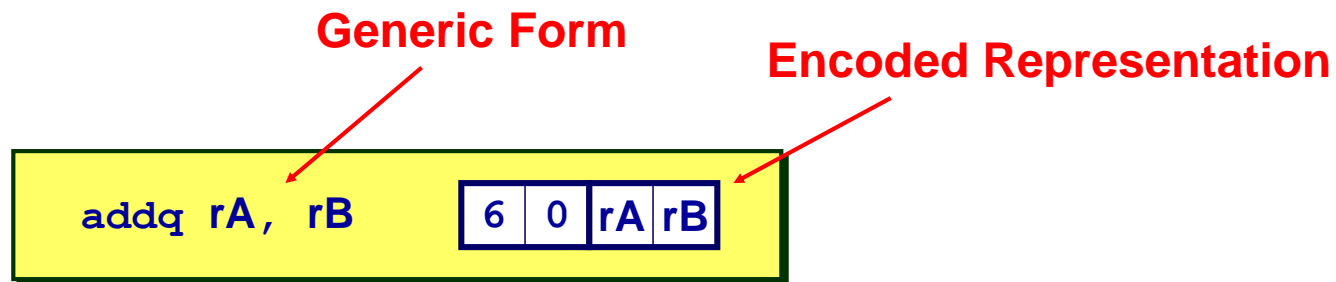 Generic Form
Encoded Representation
addq rA, rB 6 0 rA rB